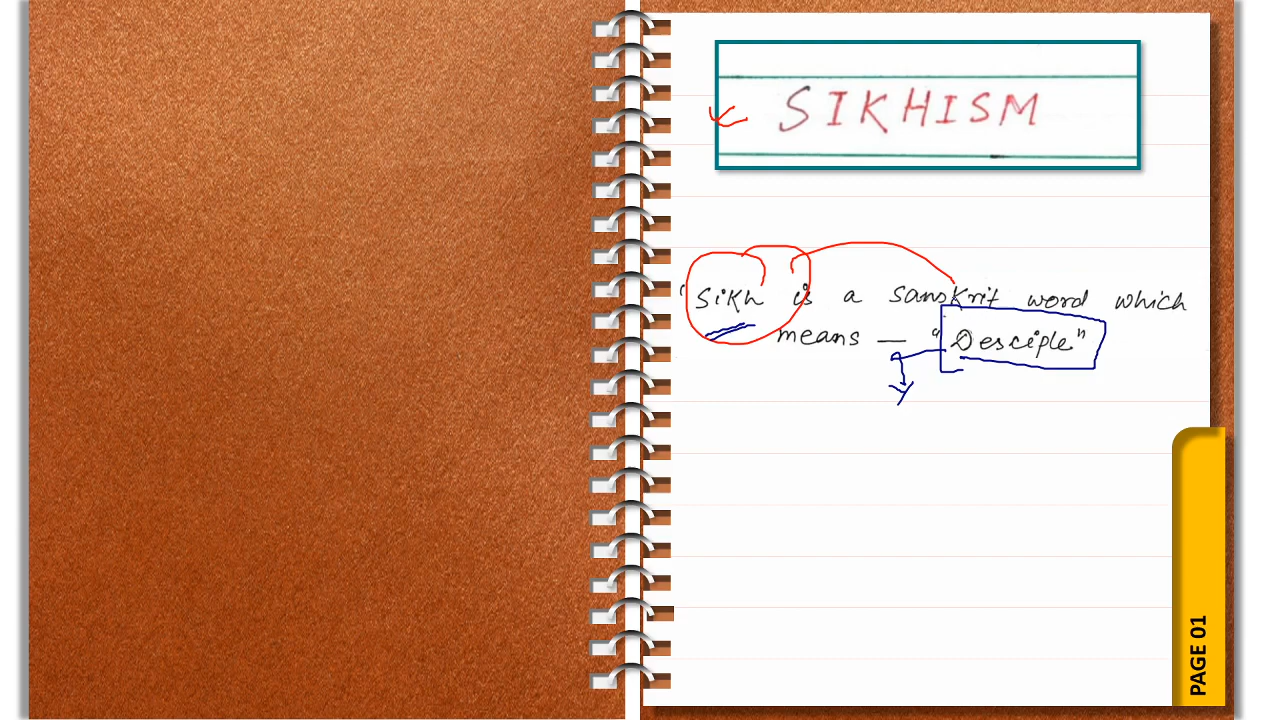 SIKHISM
'Sikh is a sanskrit word which
means — "Desciple"
PAGE 01